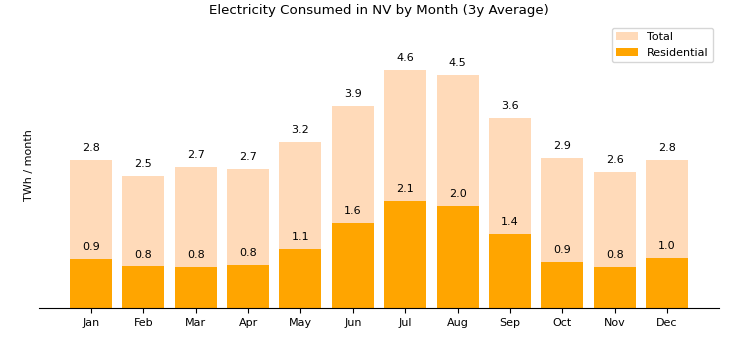 Electricity Consumed in NV by Month (3y Average)
Total
Residential
TWh / month
2.8 2.5 2.7 2.7 3.2 3.9 4.6 4.5 3.6 2.9 2.6 2.8
0.9 0.8 0.8 0.8 1.1 1.6 2.1 2.0 1.4 0.9 0.8 1.0
Jan Feb Mar Apr May Jun Jul Aug Sep Oct Nov Dec